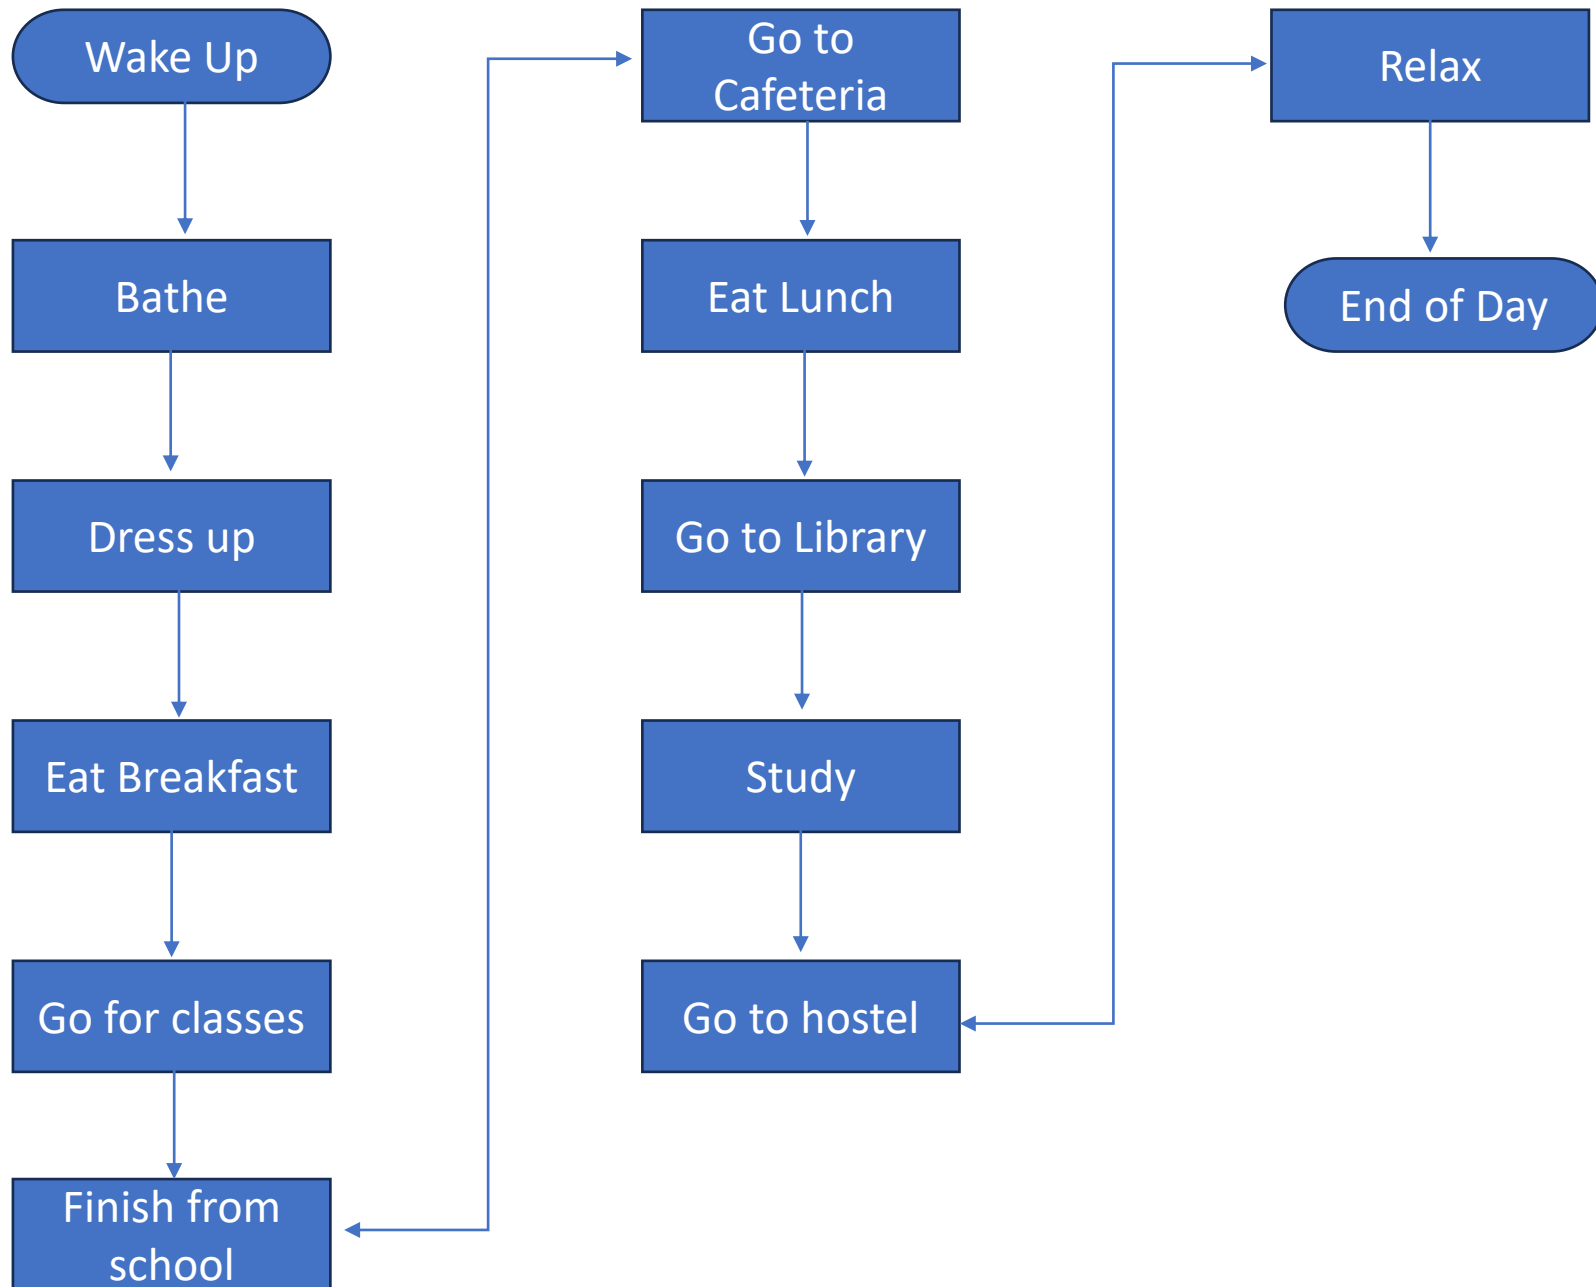 Wake Up
Bathe
Dress up
Eat Breakfast
Go for classes
Finish from
school
Go to
Cafeteria
Eat Lunch
Go to Library
Study
Go to hostel
Relax
End of Day